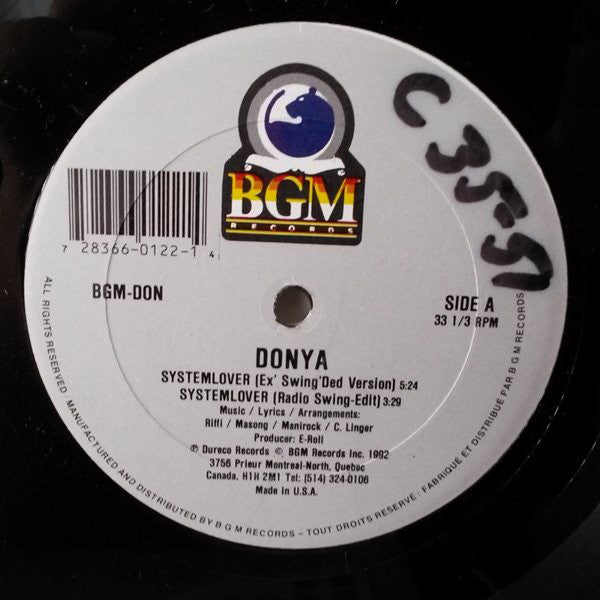 BGM
RECORDS
C 35-51
7 28366-0122-1 4
BGM-DON
SIDE A
33 1/3 RPM
DONYA
SYSTEMLOVER (Ex' Swing'Ded Version) 5:24
SYSTEMLOVER (Radio Swing-Edit) 3:29
Music / Lyrics / Arrangements:
Riffi / Masong / Manirock / C. Linger
Producer: E-Roll
℗ Dureco Records © BGM Records Inc. 1992
3756 Prieur Montreal-North, Quebec
Canada, H1H 2M1 Tel: (514) 324-0106
Made in U.S.A.
ALL RIGHTS RESERVED / MANUFACTURED AND DISTRIBUTED BY B G M RECORDS – TOUT DROITS RESERVE / FABRIQUE ET DISTRIBUE PAR B G M RECORDS